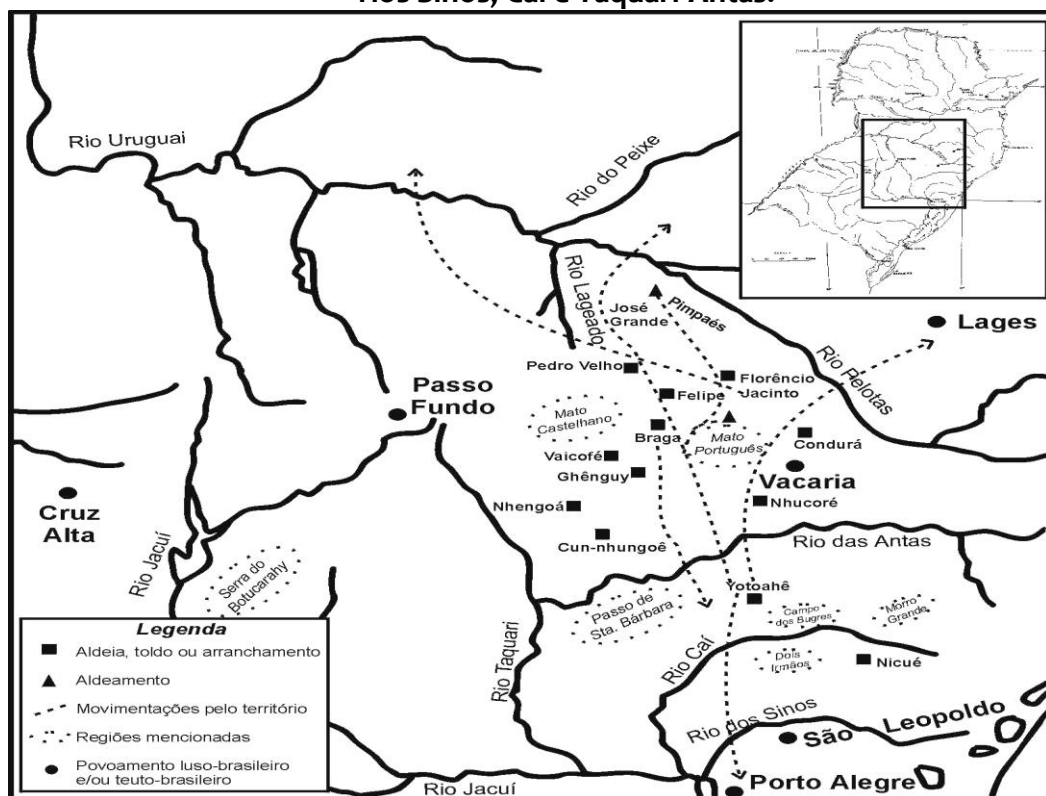 Rios Sinos, Caí e Taquari-Antas.
Rio Uruguai
Rio do Peixe
Rio Lageado
José
Grande
Pimpaés
Lages
Rio Pelotas
Pedro Velho
Florêncio
Jacinto
Passo
Fundo
Felipe
Mato
Castelhano
Braga
Mato
Português
Condurá
Vaicofé
Ghênguy
Vacaria
Nhengoá
Nhucoré
Cruz
Alta
Cun-nhungoê
Rio das Antas
Rio Jacuí
Serra do
Botucarahy
Yotoahê
Passo de
Sta. Bárbara
Campo
dos Bugres
Morro
Grande
Rio Taquari
Rio Caí
Dois
Irmãos
Nicué
Rio dos Sinos
São Leopoldo
Porto Alegre
Rio Jacuí
Legenda
Aldeia, toldo ou arranchamento
Aldeamento
Movimentações pelo território
Regiões mencionadas
Povoamento luso-brasileiro
e/ou teuto-brasileiro